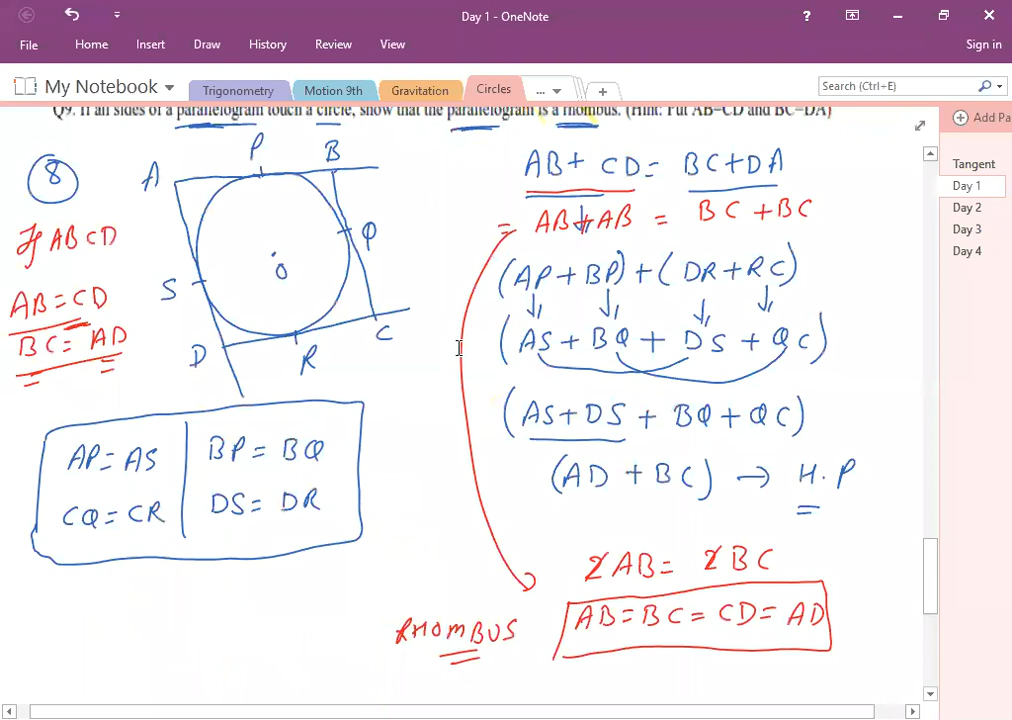 Day 1 - OneNote
?
File Home Insert Draw History Review View
Sign in
My Notebook
Trigonometry Motion 9th Gravitation Circles ...
Search (Ctrl+E)
Add Pa
Tangent
Day 1
Day 2
Day 3
Day 4
Q9. If all sides of a parallelogram touch a circle, show that the parallelogram is a rhombus. (Hint: Put AB=CD and BC=DA)
8
P
A
B
Q
O
S
D
R
C
If ABCD
AB = CD
BC = AD
AP = AS
CQ = CR
BP = BQ
DS = DR
AB + CD = BC + DA
= AB + AB = BC + BC
(AP + BP) + (DR + RC)
(AS + BQ + DS + QC)
(AS + DS + BQ + QC)
(AD + BC) → H.P
2AB = 2BC
AB = BC = CD = AD
RHOMBUS